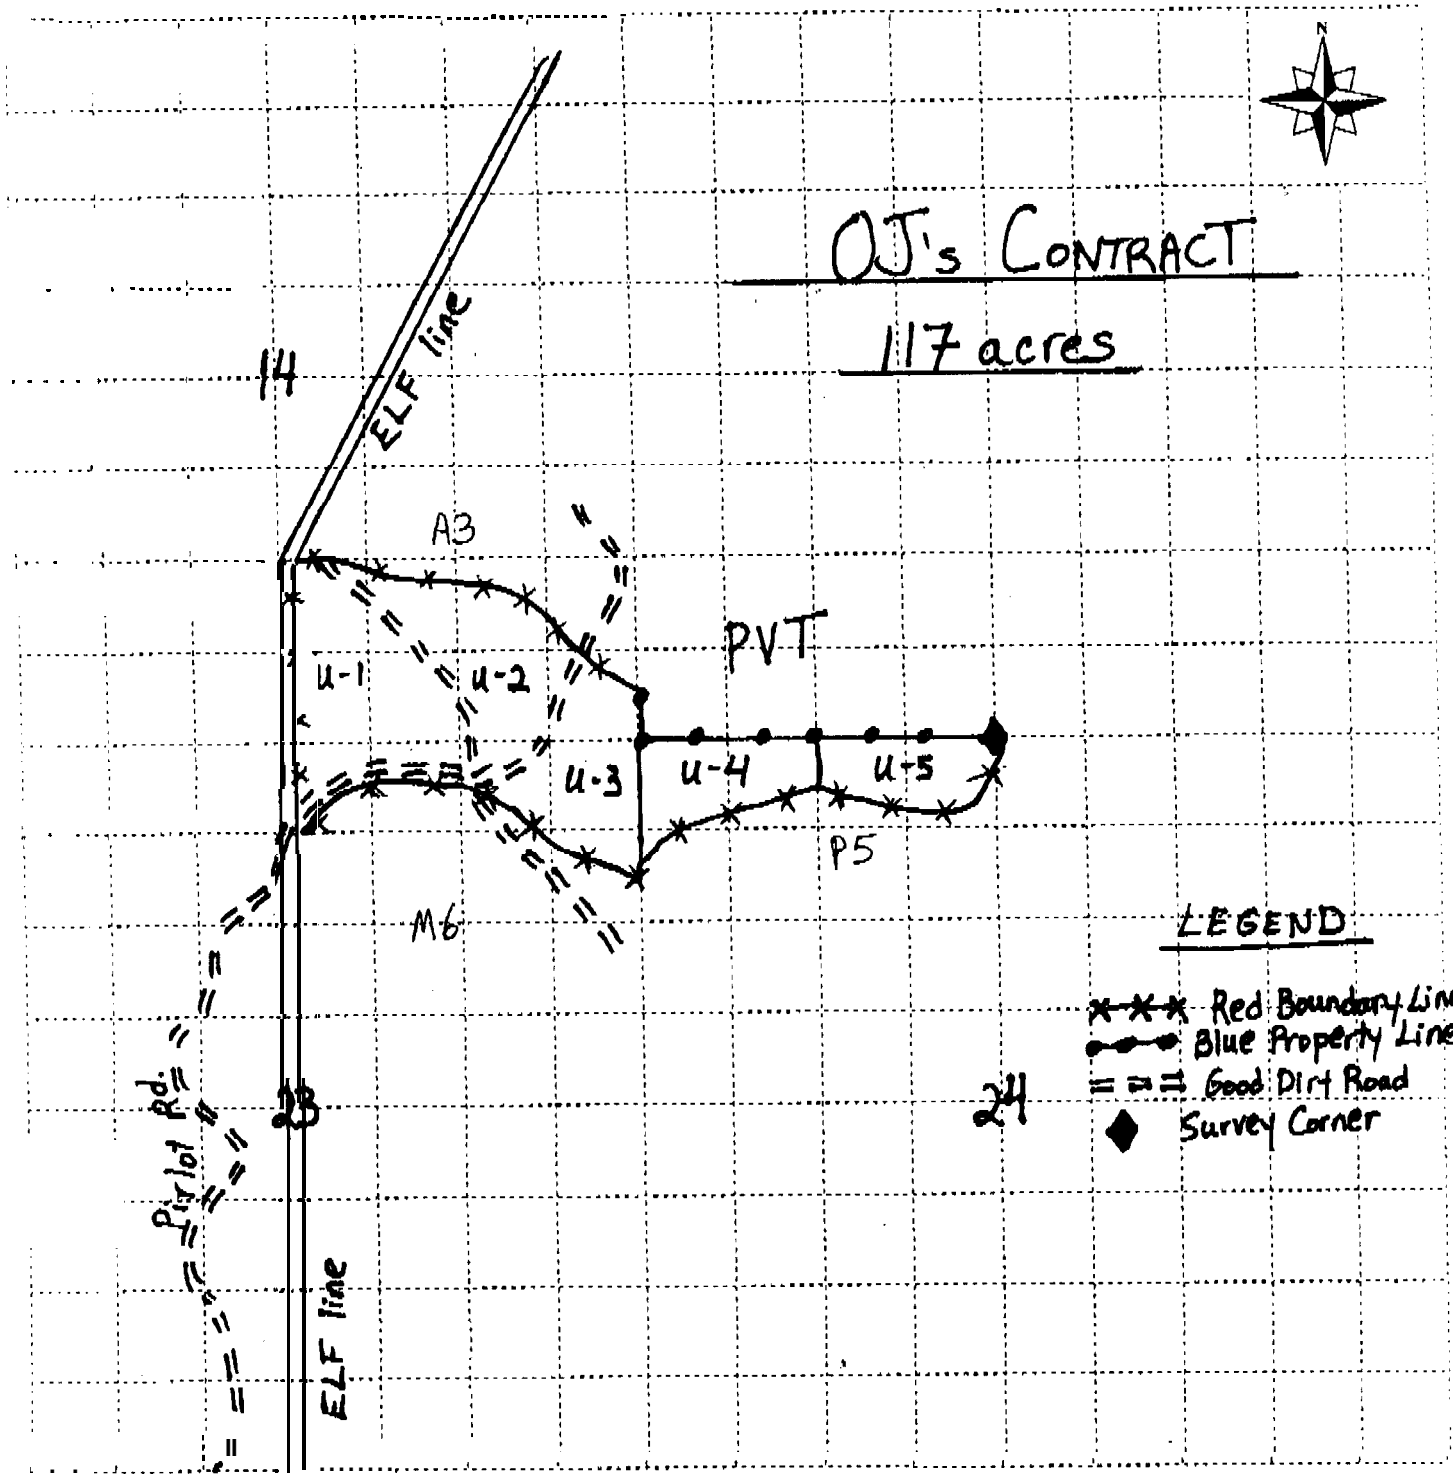 N
OJ's CONTRACT
117 acres
ELF line
14
A3
PVT
U-1
U-2
U-3
U-4
U-5
P5
M6
LEGEND
Red Boundary Line
Blue Property Line
Good Dirt Road
Survey Corner
23
24
Pirlot Rd.
ELF line